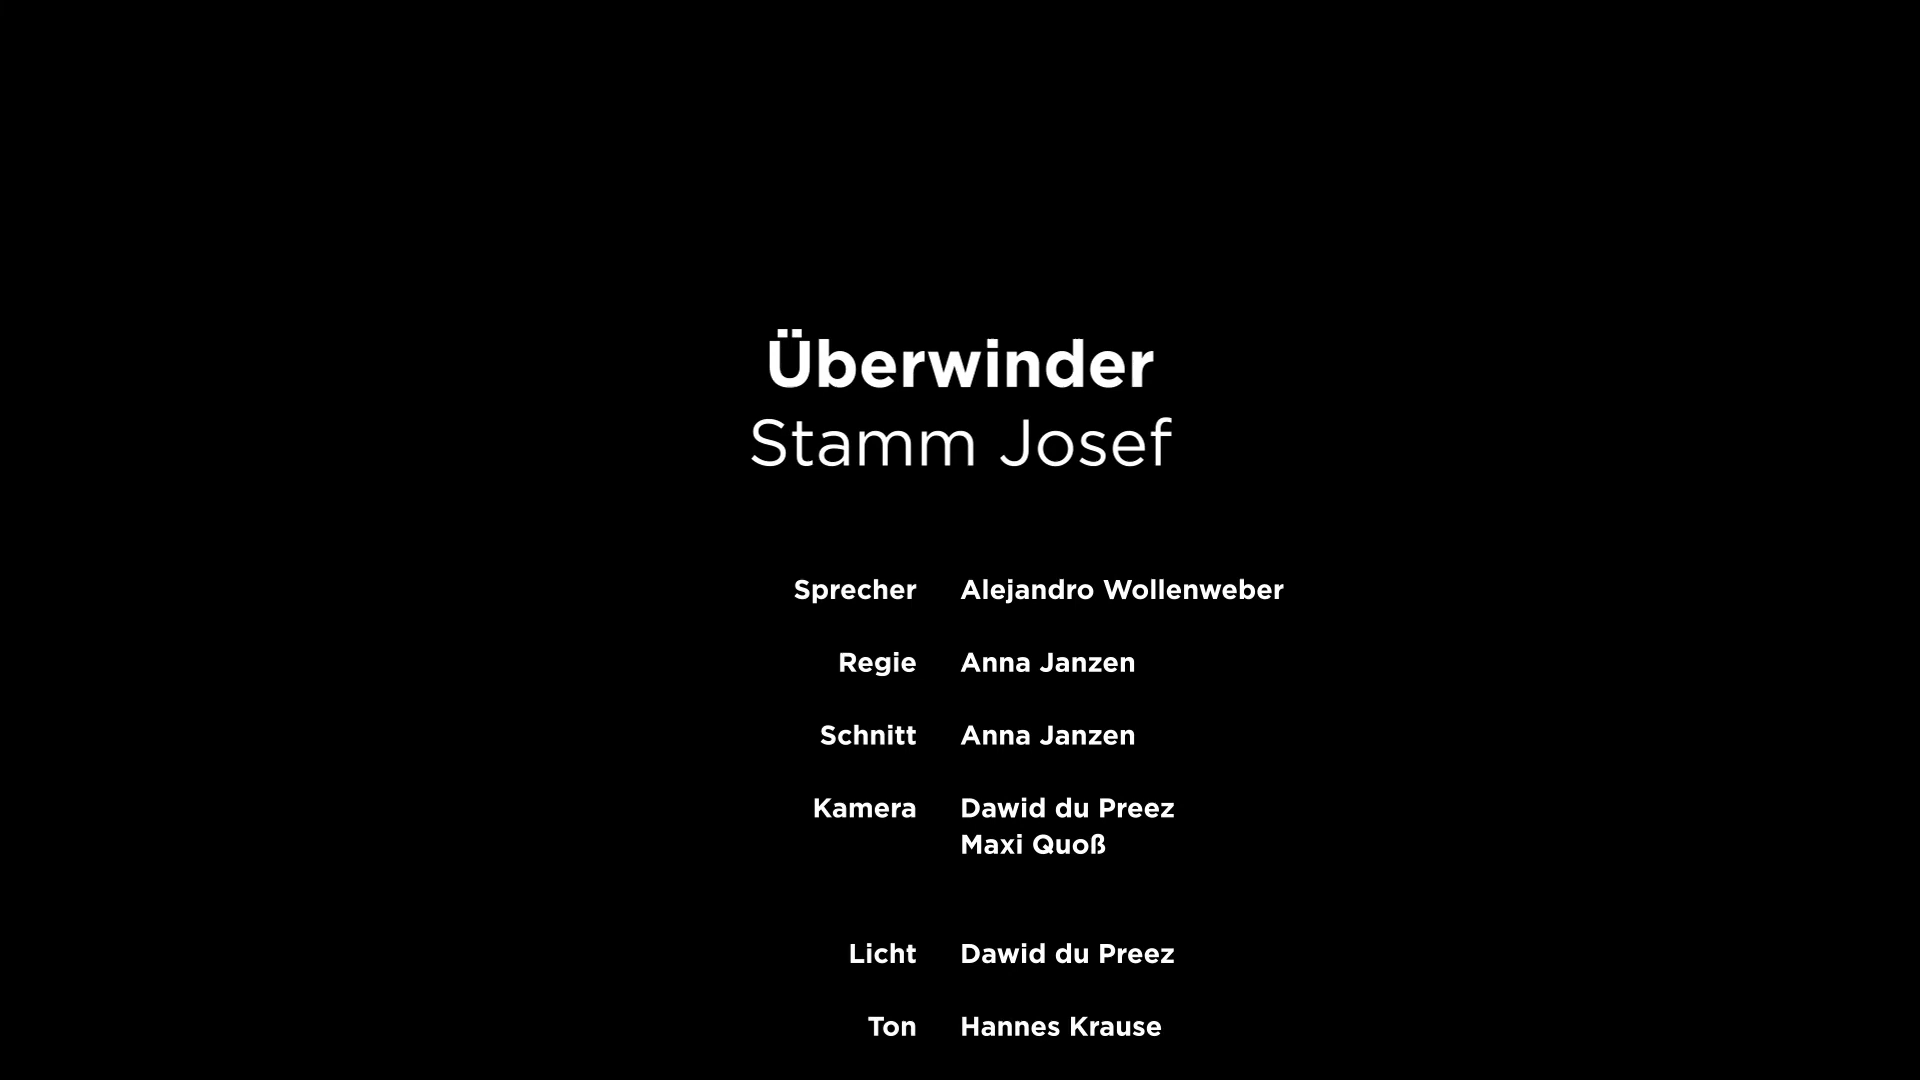 Überwinder
Stamm Josef
Sprecher Alejandro Wollenweber
Regie Anna Janzen
Schnitt Anna Janzen
Kamera Dawid du Preez
Maxi Quoß
Licht Dawid du Preez
Ton Hannes Krause